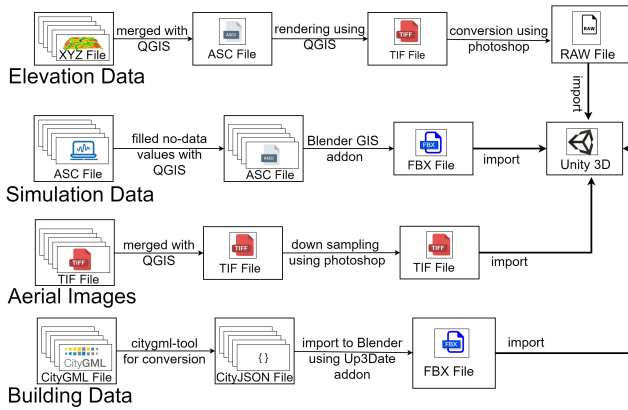 XYZ File
merged with
QGIS
ASCII
ASC File
rendering using
QGIS
TIFF
TIF File
conversion using
photoshop
RAW
RAW File
Elevation Data
import
ASC File
filled no-data
values with
QGIS
ASCII
ASC File
Blender GIS
addon
FBX
FBX File
import
Unity 3D
Simulation Data
TIFF
TIF File
merged with
QGIS
TIFF
TIF File
down sampling
using photoshop
TIFF
TIF File
import
Aerial Images
CityGML
CityGML File
citygml-tool
for conversion
{ }
CityJSON File
import to Blender
using Up3Date
addon
FBX
FBX File
import
Building Data